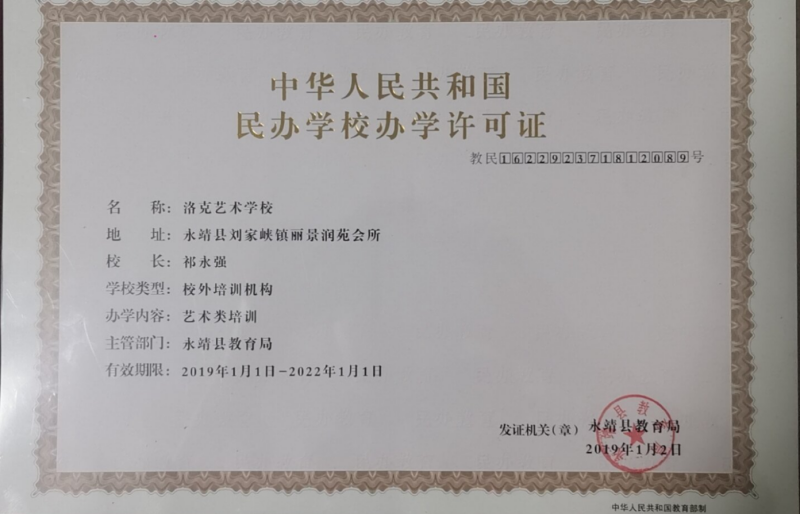 中华人民共和国
民办学校办学许可证
教民162292371812089号
名 称：洛克艺术学校
地 址：永靖县刘家峡镇丽景润苑会所
校 长：祁永强
学校类型：校外培训机构
办学内容：艺术类培训
主管部门：永靖县教育局
有效期限：2019年1月1日-2022年1月1日
发证机关(章) 永靖县教育局
2019年1月2日
中华人民共和国教育部制